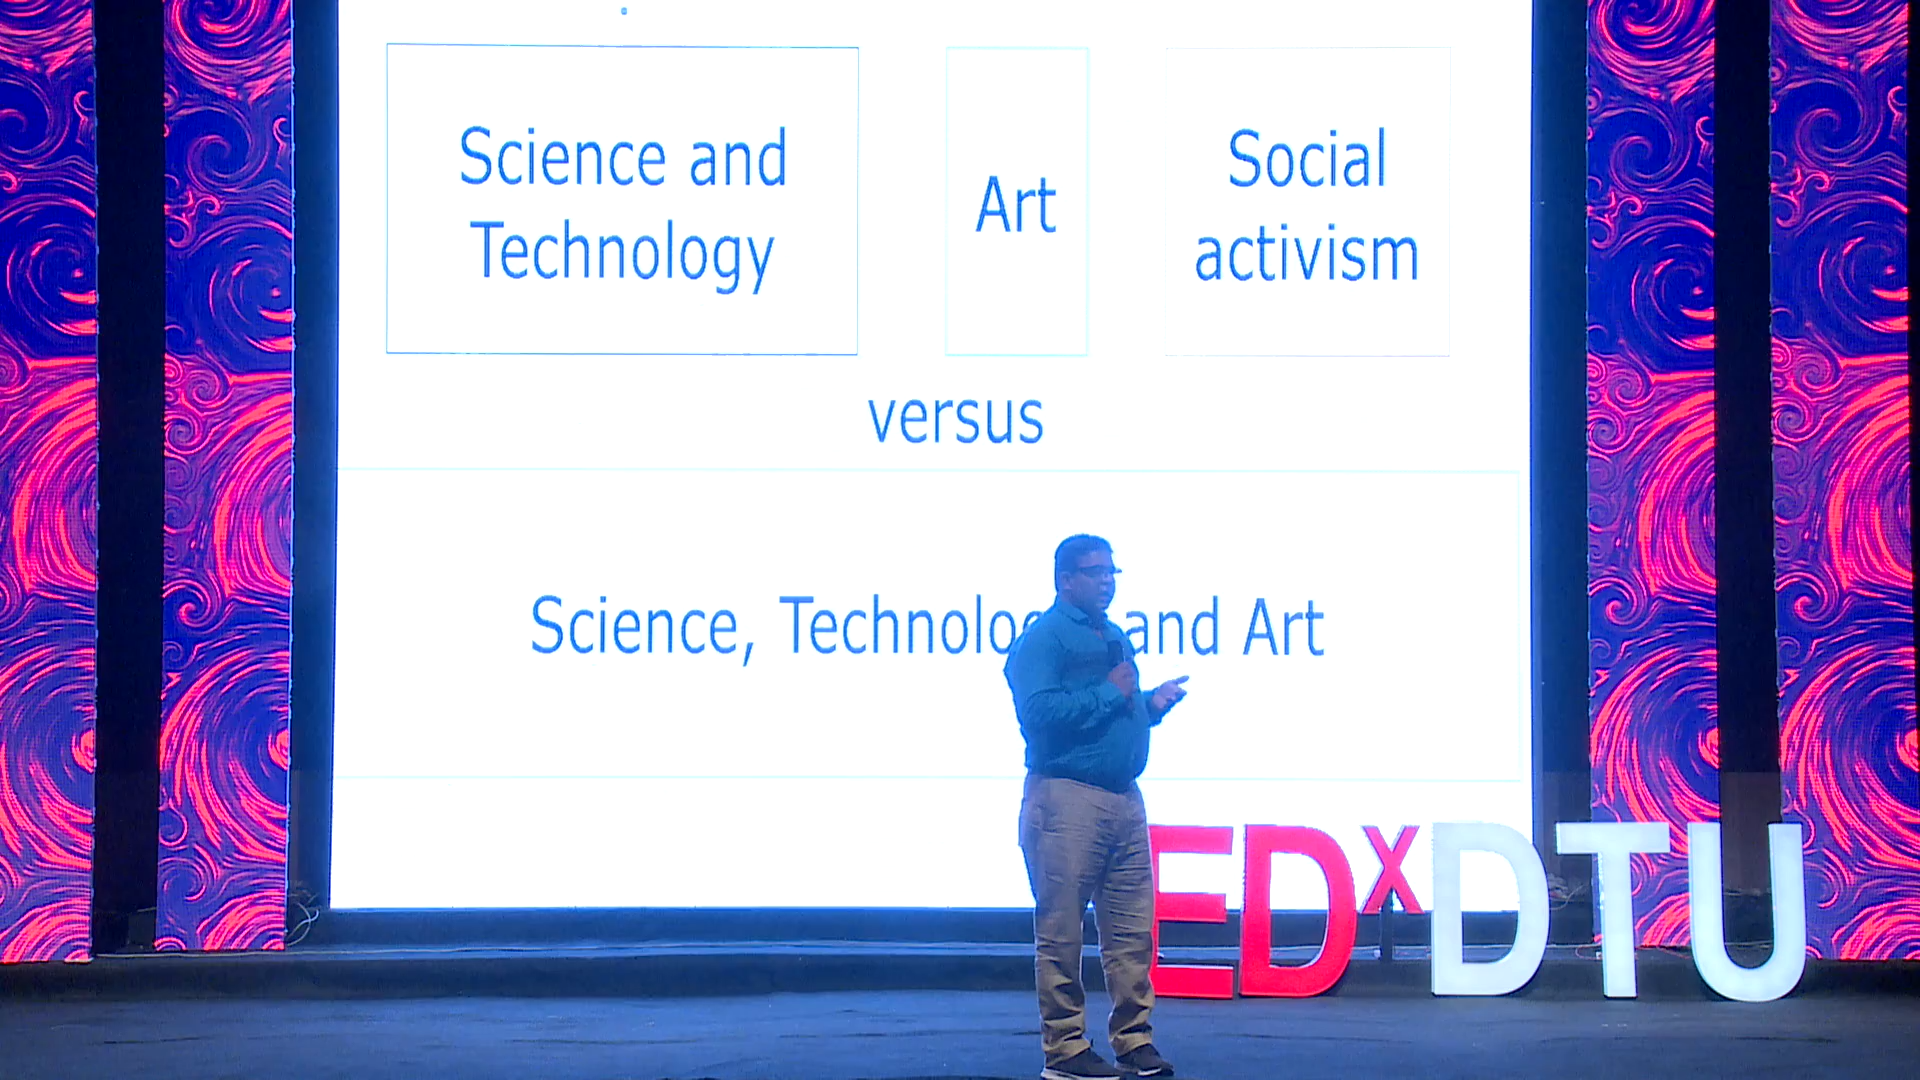 Science and
Technology
Art
Social
activism
versus
Science, Technolo and Art
EDxDTU